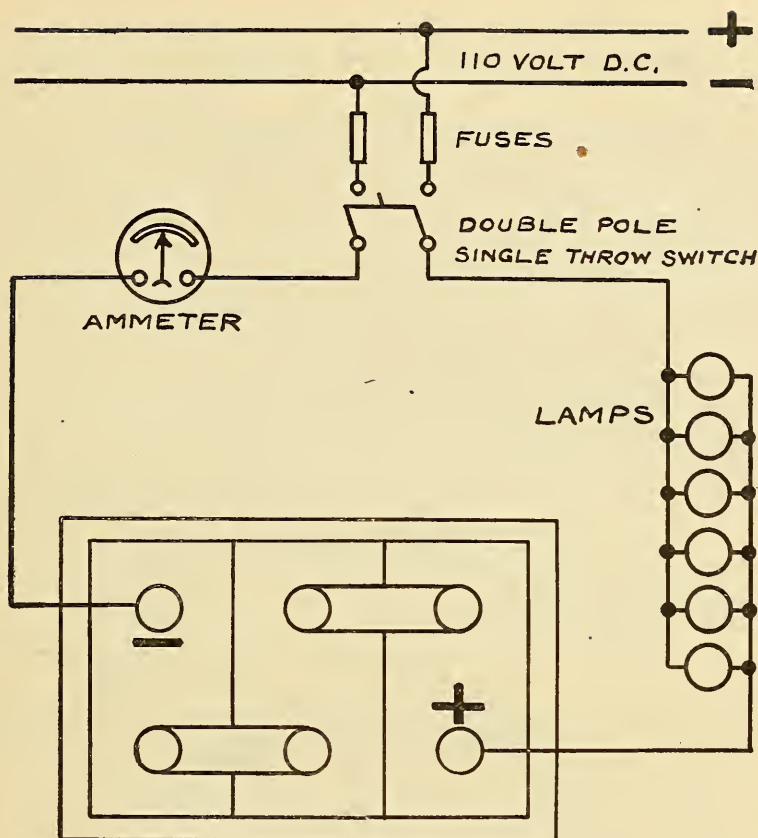 +
110 VOLT D.C.
−
FUSES
DOUBLE POLE
SINGLE THROW SWITCH
AMMETER
LAMPS
−
+